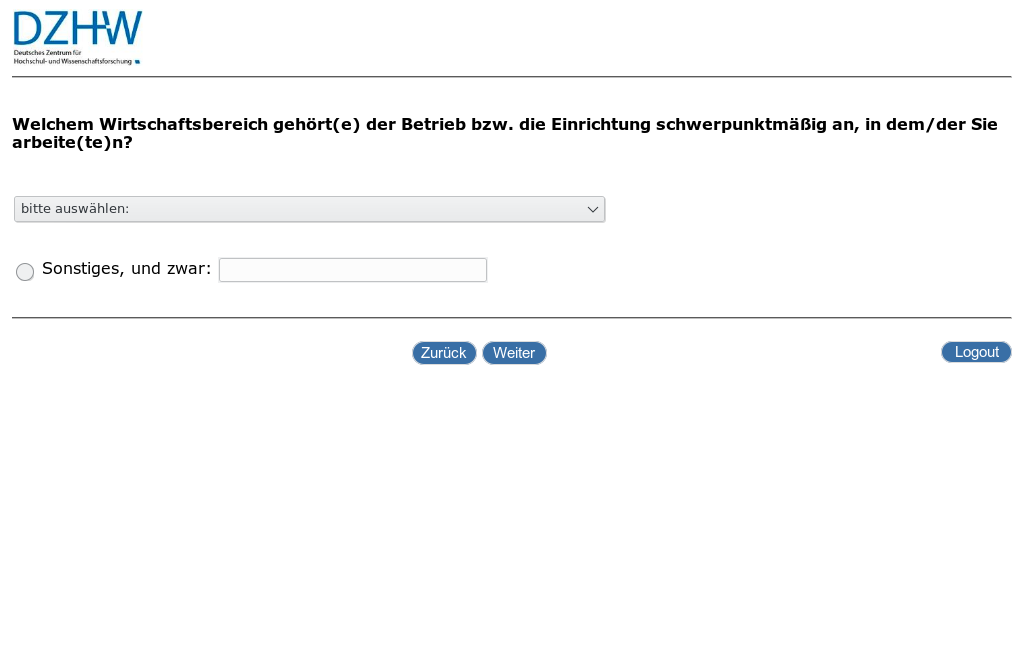 DZHW
Deutsches Zentrum für
Hochschul- und Wissenschaftsforschung
Welchem Wirtschaftsbereich gehört(e) der Betrieb bzw. die Einrichtung schwerpunktmäßig an, in dem/der Sie
arbeite(te)n?
bitte auswählen:
Sonstiges, und zwar:
Zurück Weiter Logout